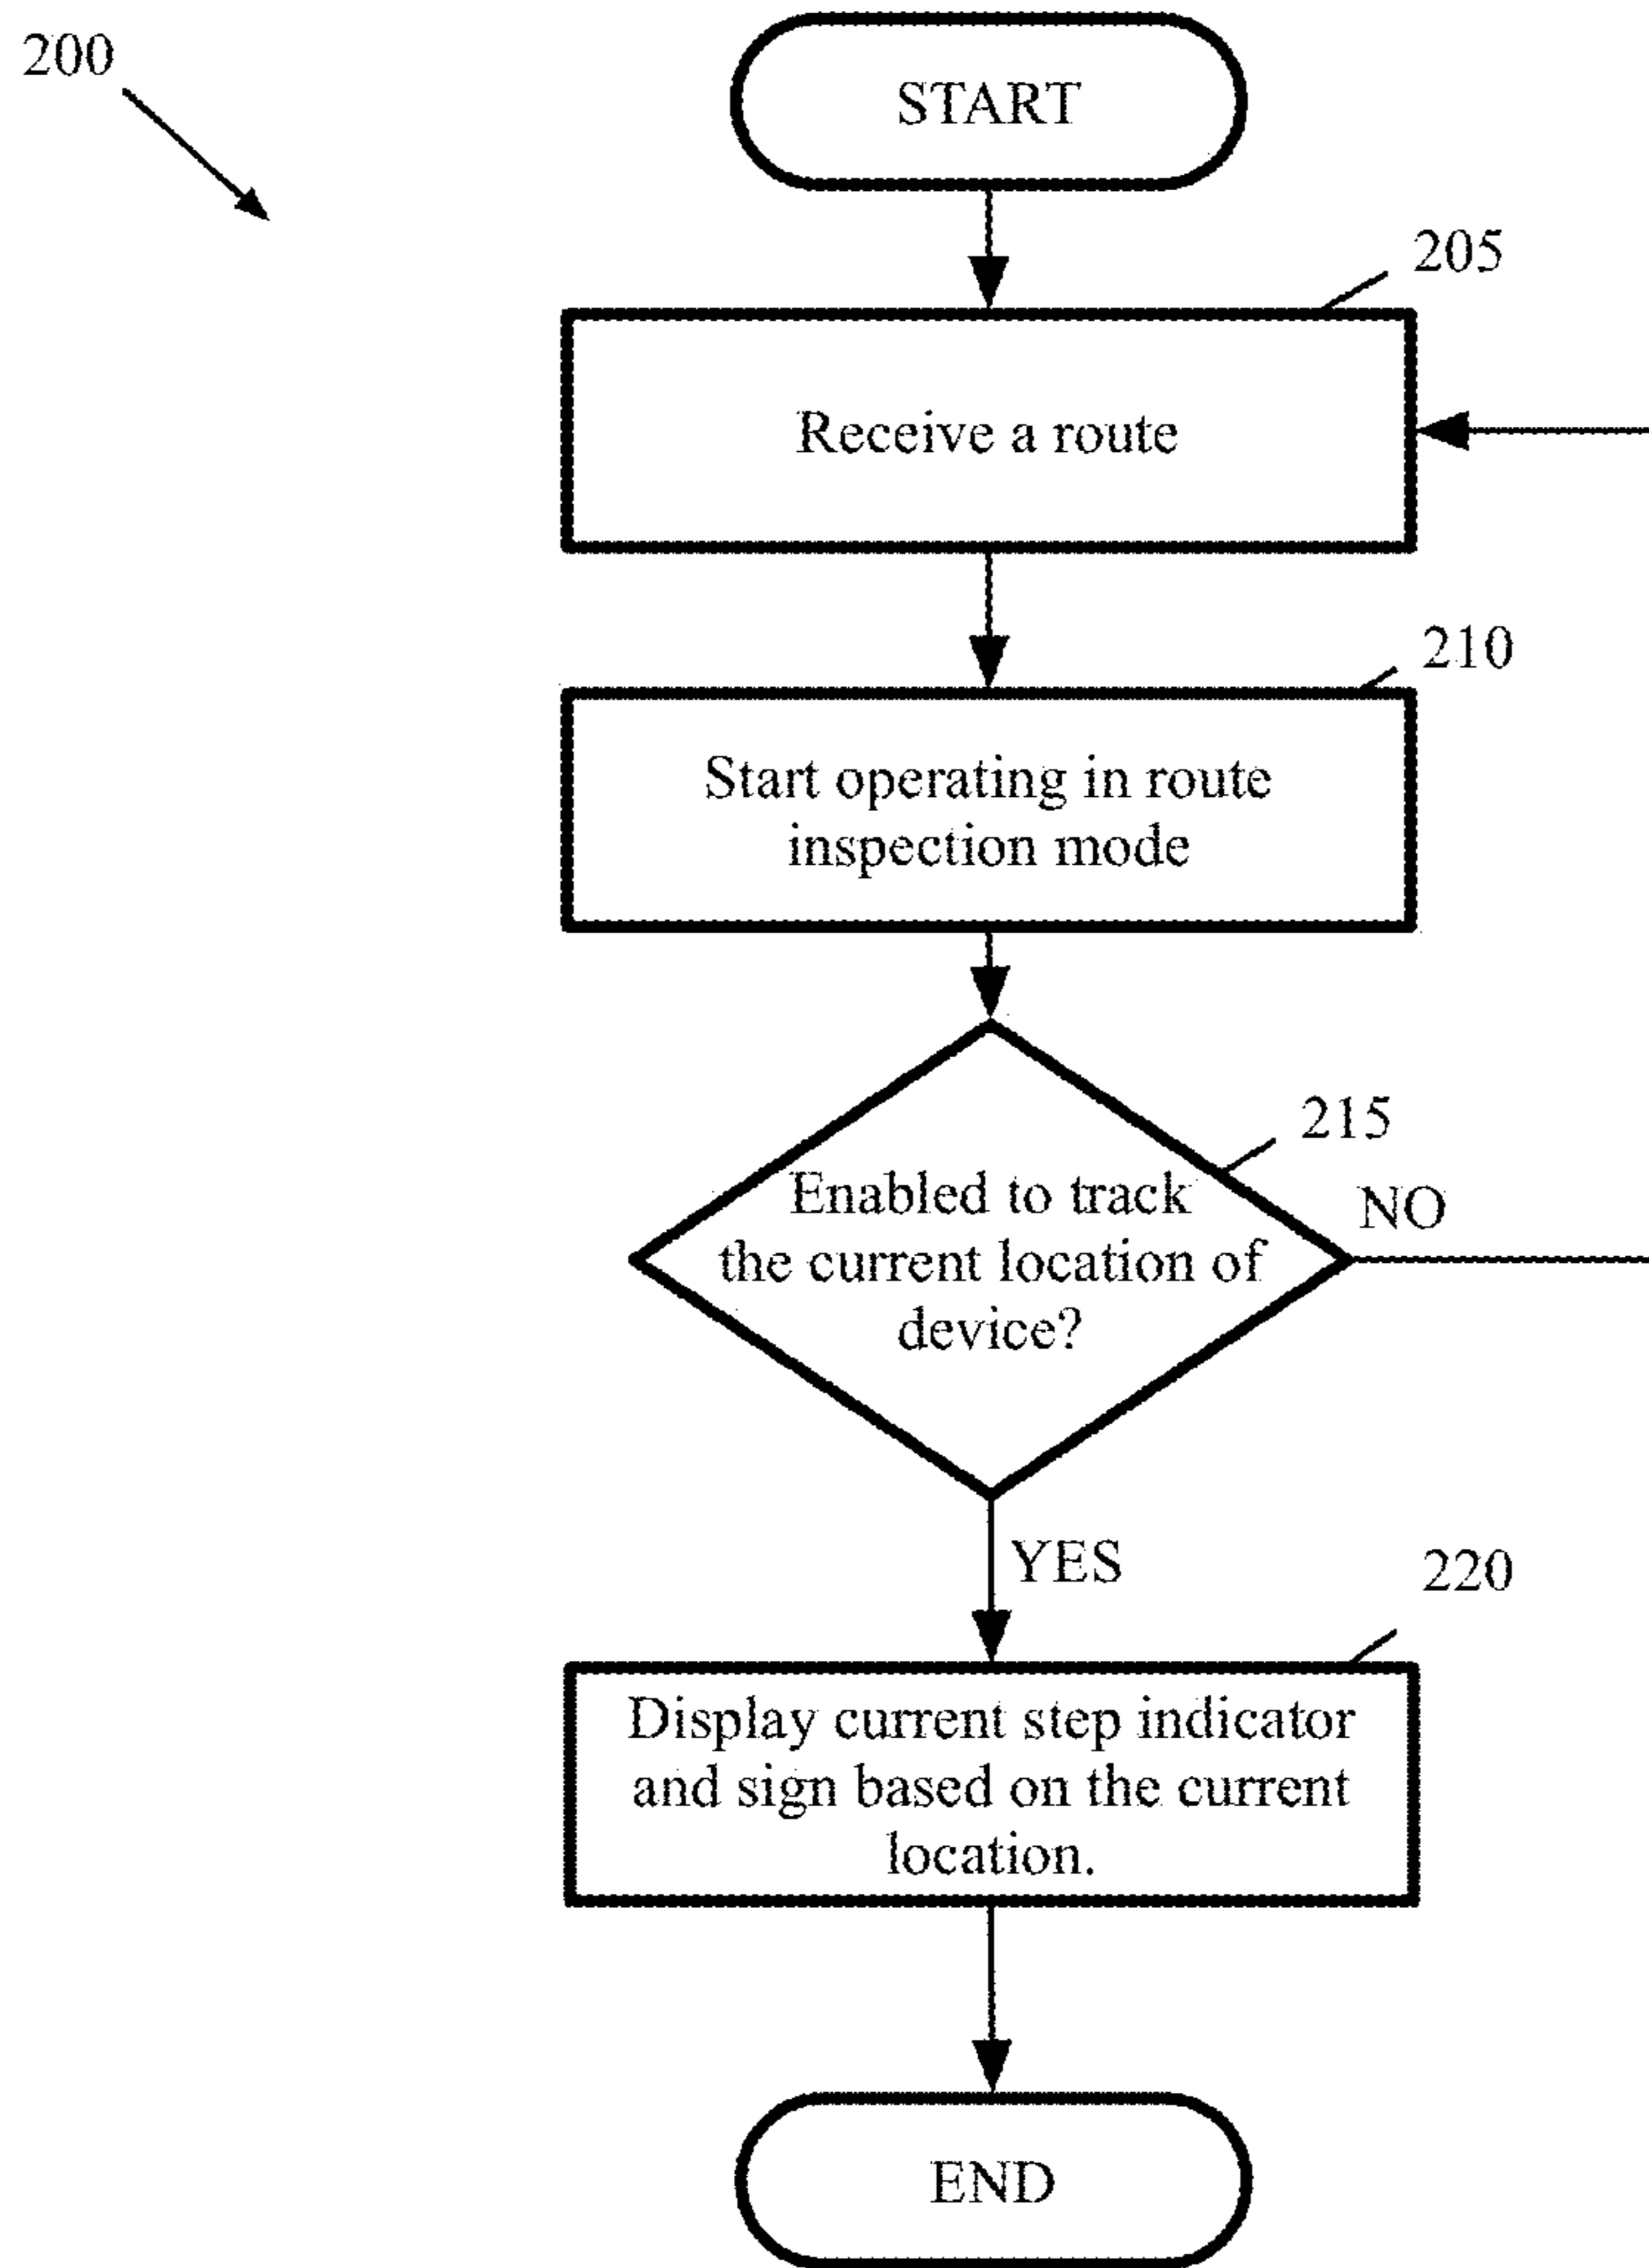 200
START
205
Receive a route
210
Start operating in route
inspection mode
215
Enabled to track
the current location of
device?
NO
YES
220
Display current step indicator
and sign based on the current
location.
END